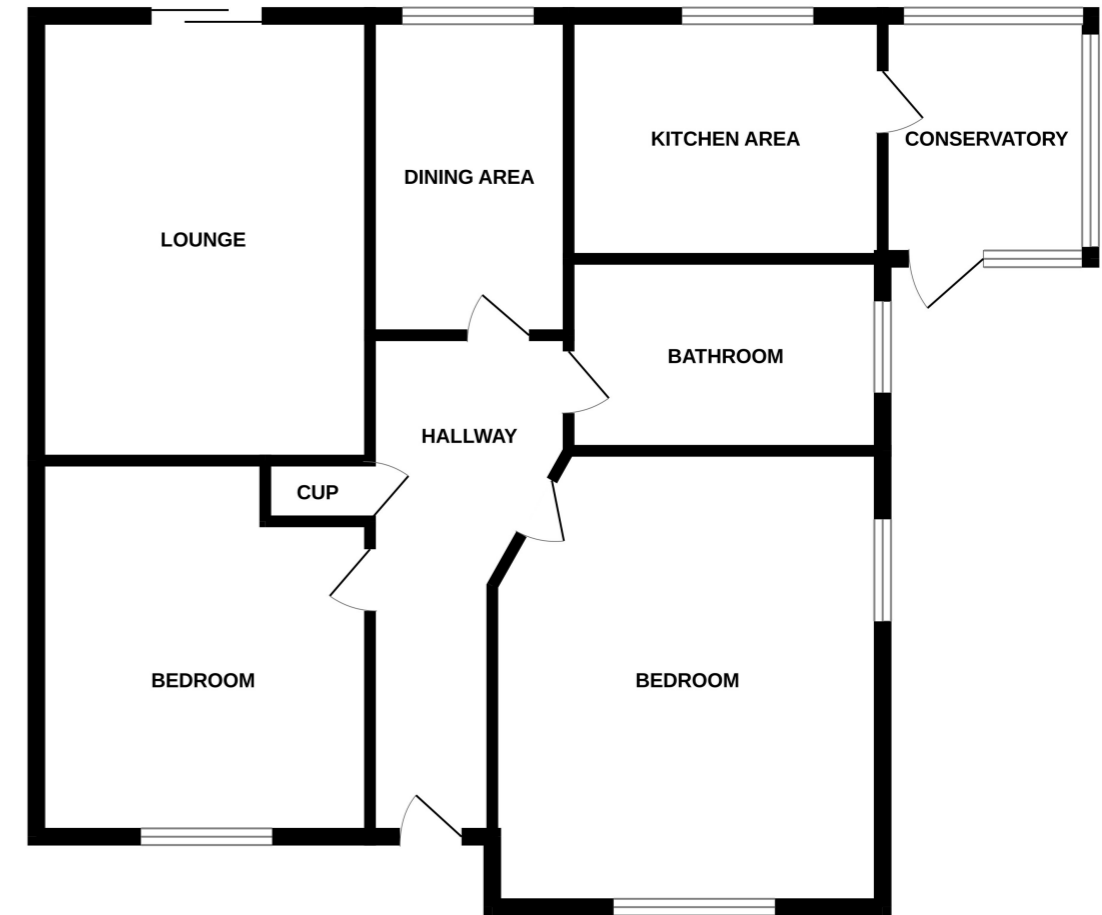 KITCHEN AREA
CONSERVATORY
DINING AREA
LOUNGE
BATHROOM
HALLWAY
CUP
BEDROOM
BEDROOM